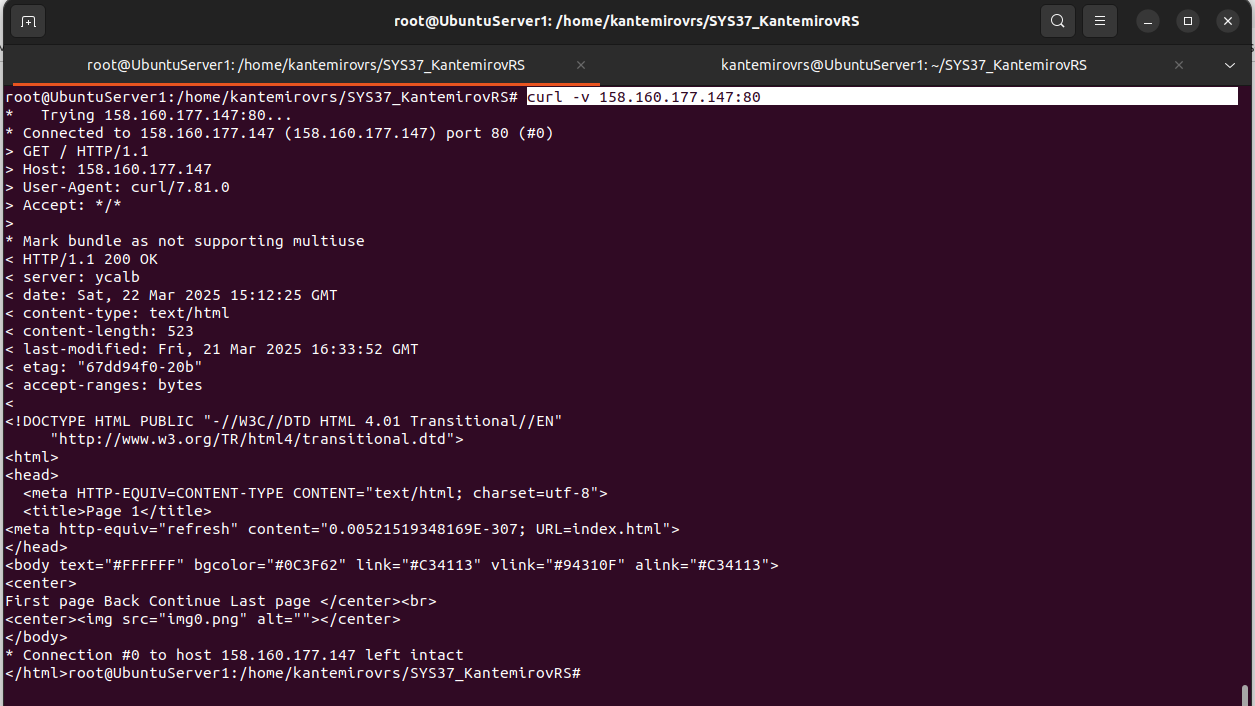 root@UbuntuServer1: /home/kantemirovrs/SYS37_KantemirovRS
root@UbuntuServer1: /home/kantemirovrs/SYS37_KantemirovRS
kantemirovrs@UbuntuServer1: ~/SYS37_KantemirovRS
root@UbuntuServer1:/home/kantemirovrs/SYS37_KantemirovRS# curl -v 158.160.177.147:80
*   Trying 158.160.177.147:80...
* Connected to 158.160.177.147 (158.160.177.147) port 80 (#0)
> GET / HTTP/1.1
> Host: 158.160.177.147
> User-Agent: curl/7.81.0
> Accept: */*
>
* Mark bundle as not supporting multiuse
< HTTP/1.1 200 OK
< server: ycalb
< date: Sat, 22 Mar 2025 15:12:25 GMT
< content-type: text/html
< content-length: 523
< last-modified: Fri, 21 Mar 2025 16:33:52 GMT
< etag: "67dd94f0-20b"
< accept-ranges: bytes
<
<!DOCTYPE HTML PUBLIC "-//W3C//DTD HTML 4.01 Transitional//EN"
     "http://www.w3.org/TR/html4/transitional.dtd">
<html>
<head>
  <meta HTTP-EQUIV=CONTENT-TYPE CONTENT="text/html; charset=utf-8">
  <title>Page 1</title>
<meta http-equiv="refresh" content="0.00521519348169E-307; URL=index.html">
</head>
<body text="#FFFFFF" bgcolor="#0C3F62" link="#C34113" vlink="#94310F" alink="#C34113">
<center>
First page Back Continue Last page </center><br>
<center><img src="img0.png" alt=""></center>
</body>
* Connection #0 to host 158.160.177.147 left intact
</html>root@UbuntuServer1:/home/kantemirovrs/SYS37_KantemirovRS#